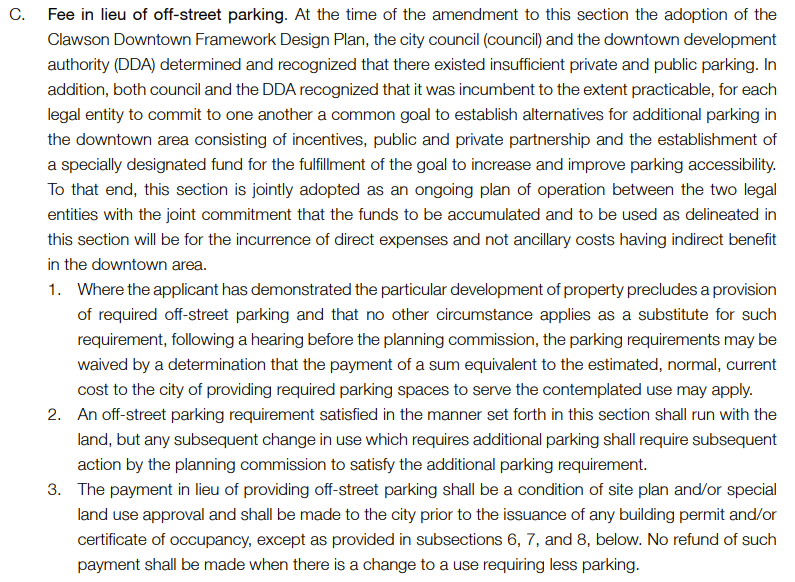 C. Fee in lieu of off-street parking. At the time of the amendment to this section the adoption of the
Clawson Downtown Framework Design Plan, the city council (council) and the downtown development
authority (DDA) determined and recognized that there existed insufficient private and public parking. In
addition, both council and the DDA recognized that it was incumbent to the extent practicable, for each
legal entity to commit to one another a common goal to establish alternatives for additional parking in
the downtown area consisting of incentives, public and private partnership and the establishment of
a specially designated fund for the fulfillment of the goal to increase and improve parking accessibility.
To that end, this section is jointly adopted as an ongoing plan of operation between the two legal
entities with the joint commitment that the funds to be accumulated and to be used as delineated in
this section will be for the incurrence of direct expenses and not ancillary costs having indirect benefit
in the downtown area.
1. Where the applicant has demonstrated the particular development of property precludes a provision
of required off-street parking and that no other circumstance applies as a substitute for such
requirement, following a hearing before the planning commission, the parking requirements may be
waived by a determination that the payment of a sum equivalent to the estimated, normal, current
cost to the city of providing required parking spaces to serve the contemplated use may apply.
2. An off-street parking requirement satisfied in the manner set forth in this section shall run with the
land, but any subsequent change in use which requires additional parking shall require subsequent
action by the planning commission to satisfy the additional parking requirement.
3. The payment in lieu of providing off-street parking shall be a condition of site plan and/or special
land use approval and shall be made to the city prior to the issuance of any building permit and/or
certificate of occupancy, except as provided in subsections 6, 7, and 8, below. No refund of such
payment shall be made when there is a change to a use requiring less parking.